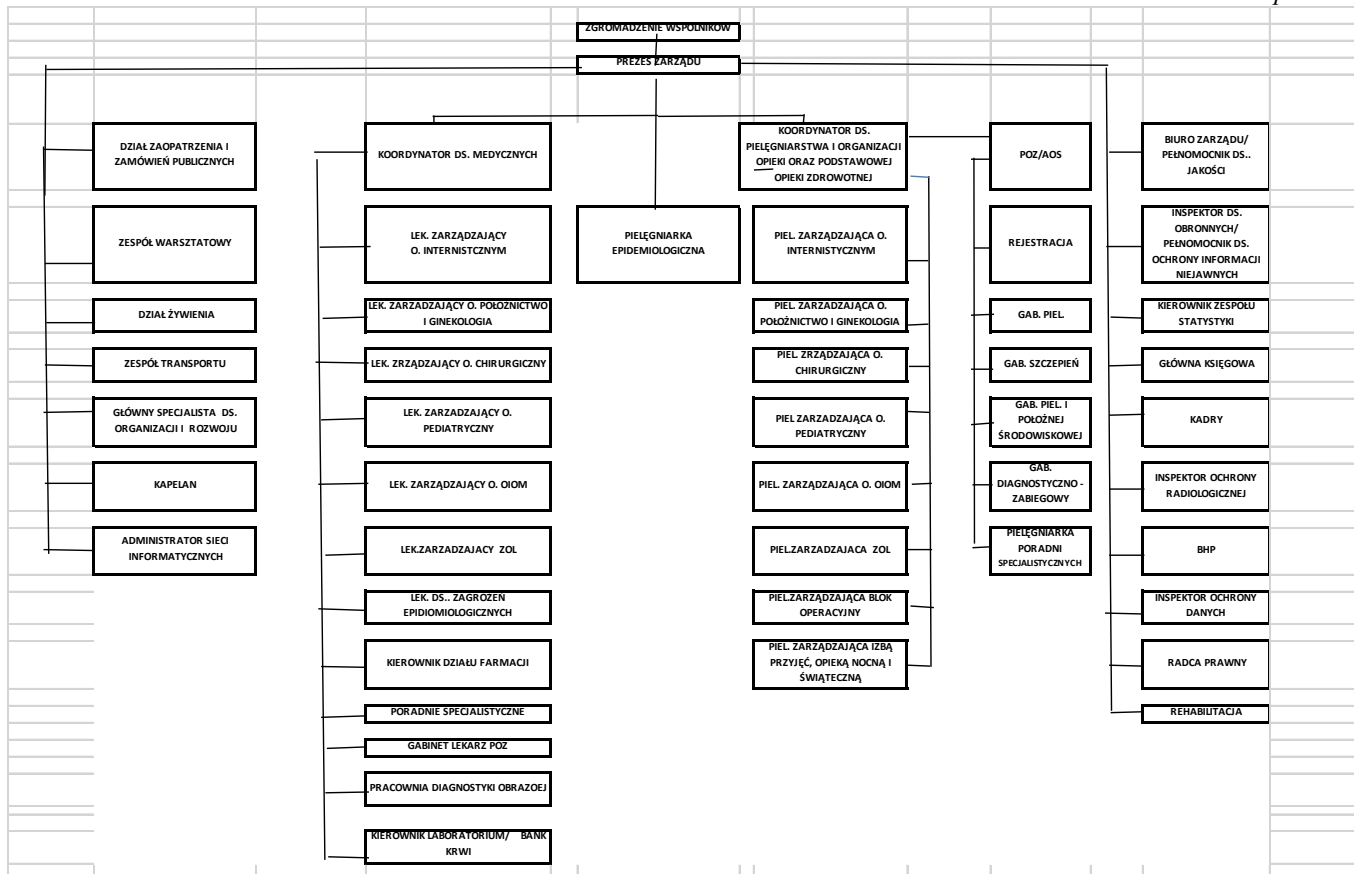 ZGROMADZENIE WSPÓLNIKÓW
PREZES ZARZĄDU
DZIAŁ ZAOPATRZENIA I
ZAMÓWIEŃ PUBLICZNYCH
ZESPÓŁ WARSZTATOWY
DZIAŁ ŻYWIENIA
ZESPÓŁ TRANSPORTU
GŁÓWNY SPECJALISTA DS.
ORGANIZACJI I ROZWOJU
KAPELAN
ADMINISTRATOR SIECI
INFORMATYCZNYCH
KOORDYNATOR DS. MEDYCZNYCH
LEK. ZARZĄDZAJĄCY
O. INTERNISTCZNYM
LEK. ZARZADZAJĄCY O. POŁOŻNICTWO
I GINEKOLOGIA
LEK. ZRZĄDZAJĄCY O. CHIRURGICZNY
LEK. ZARZADZAJĄCY O.
PEDIATRYCZNY
LEK. ZARZĄDZAJĄCY O. OIOM
LEK.ZARZADZAJACY ZOL
LEK. DS.. ZAGROŻEŃ
EPIDIOMIOLOGICZNYCH
KIEROWNIK DZIAŁU FARMACJI
PORADNIE SPECJALISTYCZNE
GABINET LEKARZ POZ
PRACOWNIA DIAGNOSTYKI OBRAZOEJ
KIEROWNIK LABORATORIUM/ BANK
KRWI
PIELĘGNIARKA
EPIDEMIOLOGICZNA
KOORDYNATOR DS.
PIELĘGNIARSTWA I ORGANIZACJI
OPIEKI ORAZ PODSTAWOWEJ
OPIEKI ZDROWOTNEJ
PIEL. ZARZĄDZAJĄCA O.
INTERNISTYCZNYM
PIEL. ZARZADZAJĄCA O.
POŁOŻNICTWO I GINEKOLOGIA
PIEL. ZRZĄDZAJĄCA O.
CHIRURGICZNY
PIEL ZARZADZAJĄCA O.
PEDIATRYCZNY
PIEL. ZARZĄDZAJĄCA O. OIOM
PIEL.ZARZADZAJACA ZOL
PIEL.ZARZĄDZAJĄCA BLOK
OPERACYJNY
PIEL. ZARZĄDZAJĄCA IZBĄ
PRZYJĘĆ, OPIEKĄ NOCNĄ I
ŚWIĄTECZNĄ
POZ/AOS
REJESTRACJA
GAB. PIEL.
GAB. SZCZEPIEŃ
GAB. PIEL. I
POŁOŻNEJ
ŚRODOWISKOWEJ
GAB.
DIAGNOSTYCZNO -
ZABIEGOWY
PIELĘGNIARKA
PORADNI
SPECJALISTYCZNYCH
BIURO ZARZĄDU/
PEŁNOMOCNIK DS..
JAKOŚCI
INSPEKTOR DS.
OBRONNYCH/
PEŁNOMOCNIK DS.
OCHRONY INFORMACJI
NIEJAWNYCH
KIEROWNIK ZESPOŁU
STATYSTYKI
GŁÓWNA KSIĘGOWA
KADRY
INSPEKTOR OCHRONY
RADIOLOGICZNEJ
BHP
INSPEKTOR OCHRONY
DANYCH
RADCA PRAWNY
REHABILITACJA